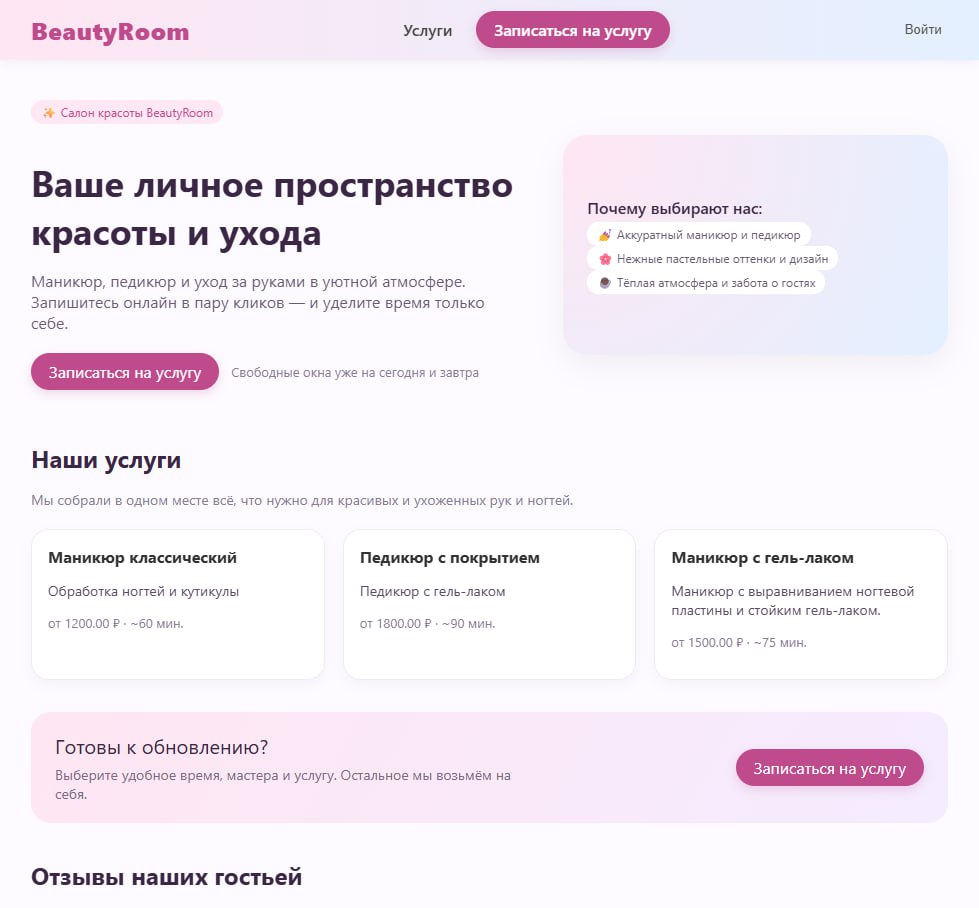 BeautyRoom
Услуги
Записаться на услугу
Войти
✨ Салон красоты BeautyRoom
Ваше личное пространство
красоты и ухода
Маникюр, педикюр и уход за руками в уютной атмосфере.
Запишитесь онлайн в пару кликов — и уделите время только
себе.
Записаться на услугу
Свободные окна уже на сегодня и завтра
Почему выбирают нас:
💅 Аккуратный маникюр и педикюр
🌸 Нежные пастельные оттенки и дизайн
Тёплая атмосфера и забота о гостях
Наши услуги
Мы собрали в одном месте всё, что нужно для красивых и ухоженных рук и ногтей.
Маникюр классический
Обработка ногтей и кутикулы
от 1200.00 ₽ · ~60 мин.
Педикюр с покрытием
Педикюр с гель-лаком
от 1800.00 ₽ · ~90 мин.
Маникюр с гель-лаком
Маникюр с выравниванием ногтевой
пластины и стойким гель-лаком.
от 1500.00 ₽ · ~75 мин.
Готовы к обновлению?
Выберите удобное время, мастера и услугу. Остальное мы возьмём на
себя.
Записаться на услугу
Отзывы наших гостьей